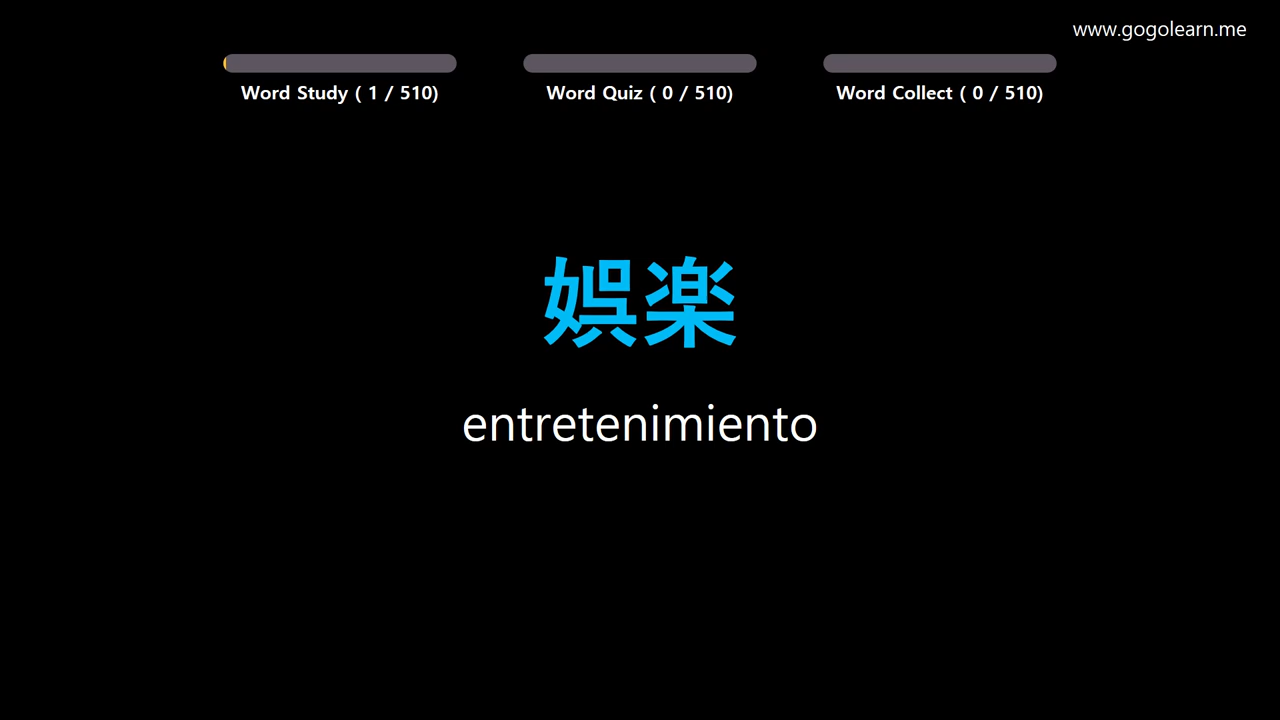 www.gogolearn.me
Word Study ( 1 / 510)
Word Quiz ( 0 / 510)
Word Collect ( 0 / 510)
娯楽
entretenimiento